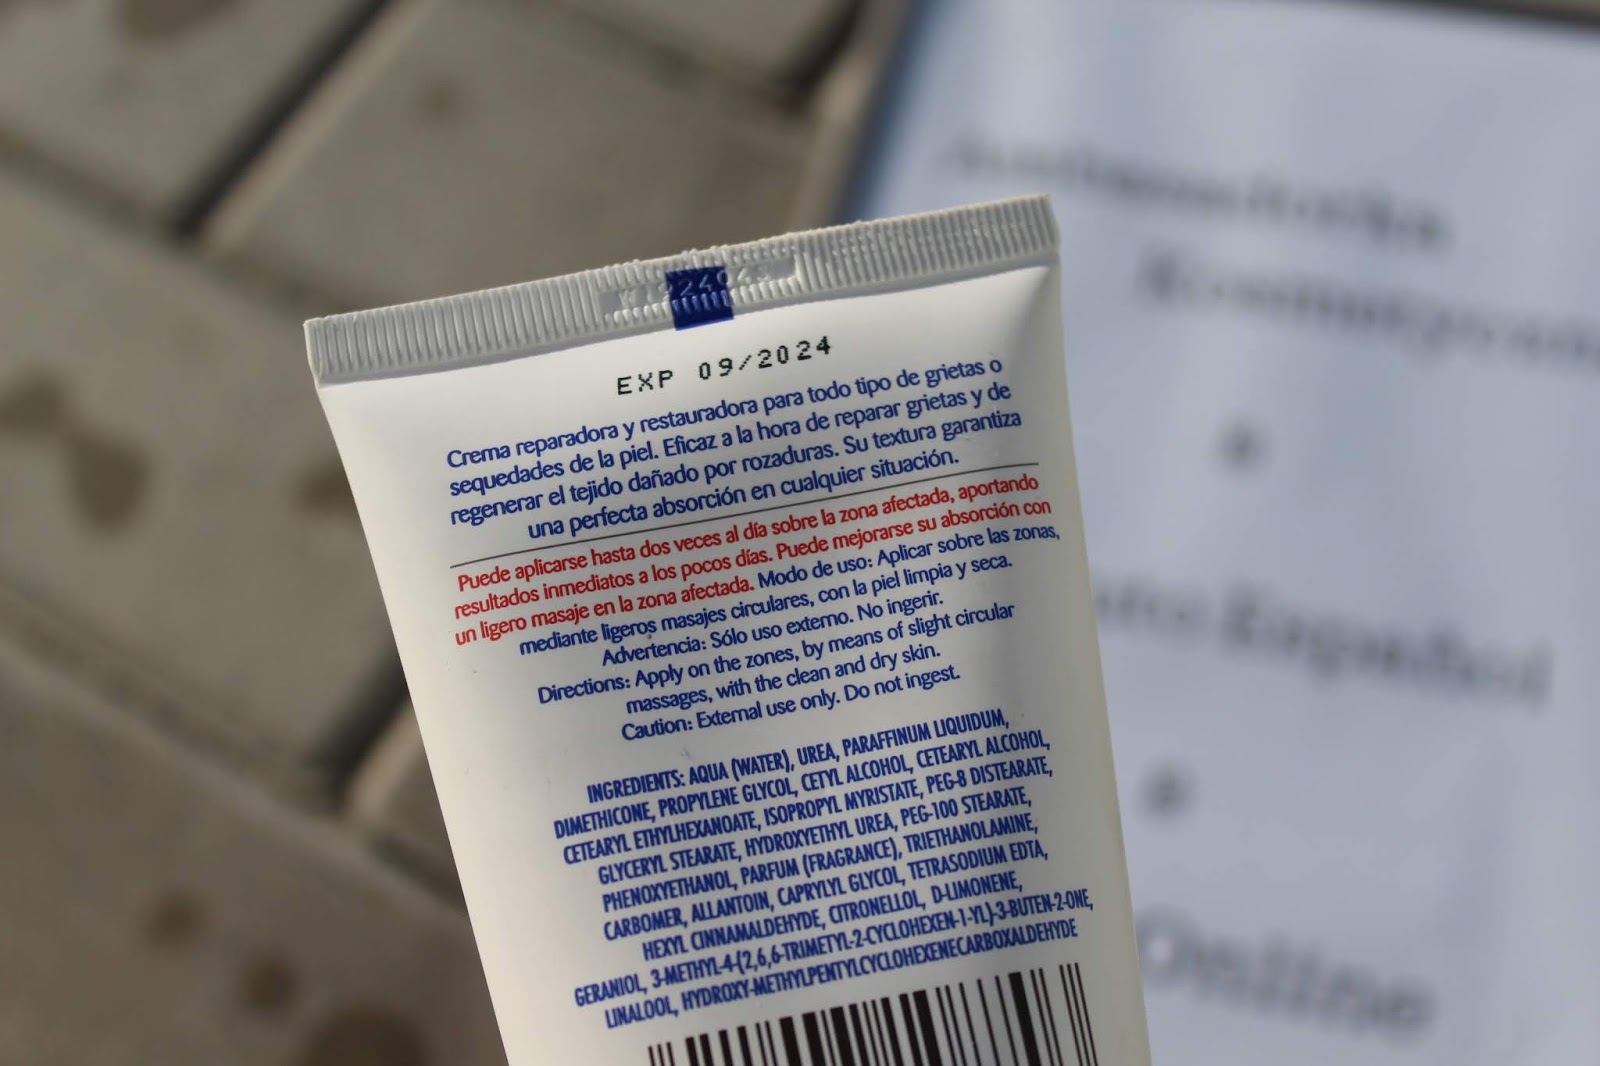 EXP 09/2024
Crema reparadora y restauradora para todo tipo de grietas o
sequedades de la piel. Eficaz a la hora de reparar grietas y de
regenerar el tejido dañado por rozaduras. Su textura garantiza
una perfecta absorción en cualquier situación.
Puede aplicarse hasta dos veces al día sobre la zona afectada, aportando
resultados inmediatos a los pocos días. Puede mejorarse su absorción con
un ligero masaje en la zona afectada. Modo de uso: Aplicar sobre las zonas,
mediante ligeros masajes circulares, con la piel limpia y seca.
Advertencia: Sólo uso externo. No ingerir.
Directions: Apply on the zones, by means of slight circular
massages, with the clean and dry skin.
Caution: External use only. Do not ingest.
INGREDIENTS: AQUA (WATER), UREA, PARAFFINUM LIQUIDUM,
DIMETHICONE, PROPYLENE GLYCOL, CETYL ALCOHOL, CETEARYL ALCOHOL,
CETEARYL ETHYLHEXANOATE, ISOPROPYL MYRISTATE, PEG-8 DISTEARATE,
GLYCERYL STEARATE, HYDROXYETHYL UREA, PEG-100 STEARATE,
PHENOXYETHANOL, PARFUM (FRAGRANCE), TRIETHANOLAMINE,
CARBOMER, ALLANTOIN, CAPRYLYL GLYCOL, TETRASODIUM EDTA,
HEXYL CINNAMALDEHYDE, CITRONELLOL, D-LIMONENE,
GERANIOL, 3-METHYL-4-(2,6,6-TRIMETYL-2-CYCLOHEXEN-1-YL)-3-BUTEN-2-ONE,
LINALOOL, HYDROXY-METHYLPENTYLCYCLOHEXENECARBOXALDEHYDE
Español
Online